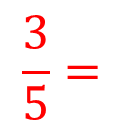 3/5 =